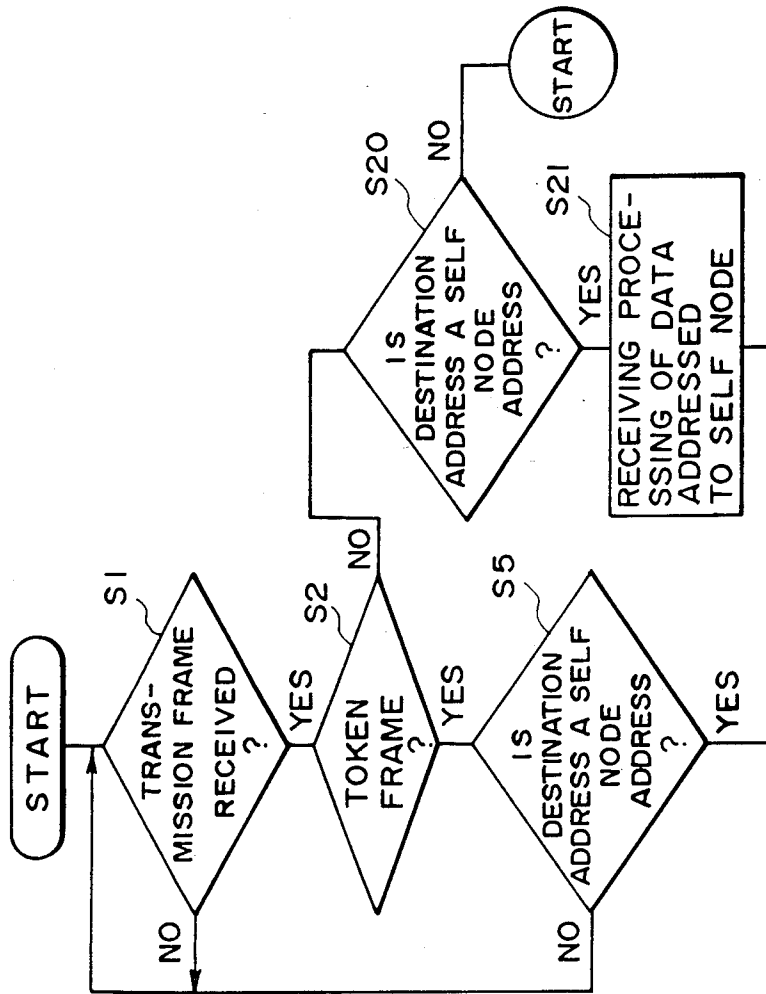 START
S1
TRANS-
MISSION FRAME
RECEIVED
?
NO
YES
S2
TOKEN
FRAME
?
NO
YES
S5
IS
DESTINATION
ADDRESS A SELF
NODE
ADDRESS
?
NO
YES
S20
IS
DESTINATION
ADDRESS A SELF
NODE
ADDRESS
?
NO
START
YES
S21
RECEIVING PROCE-
SSING OF DATA
ADDRESSED
TO SELF NODE